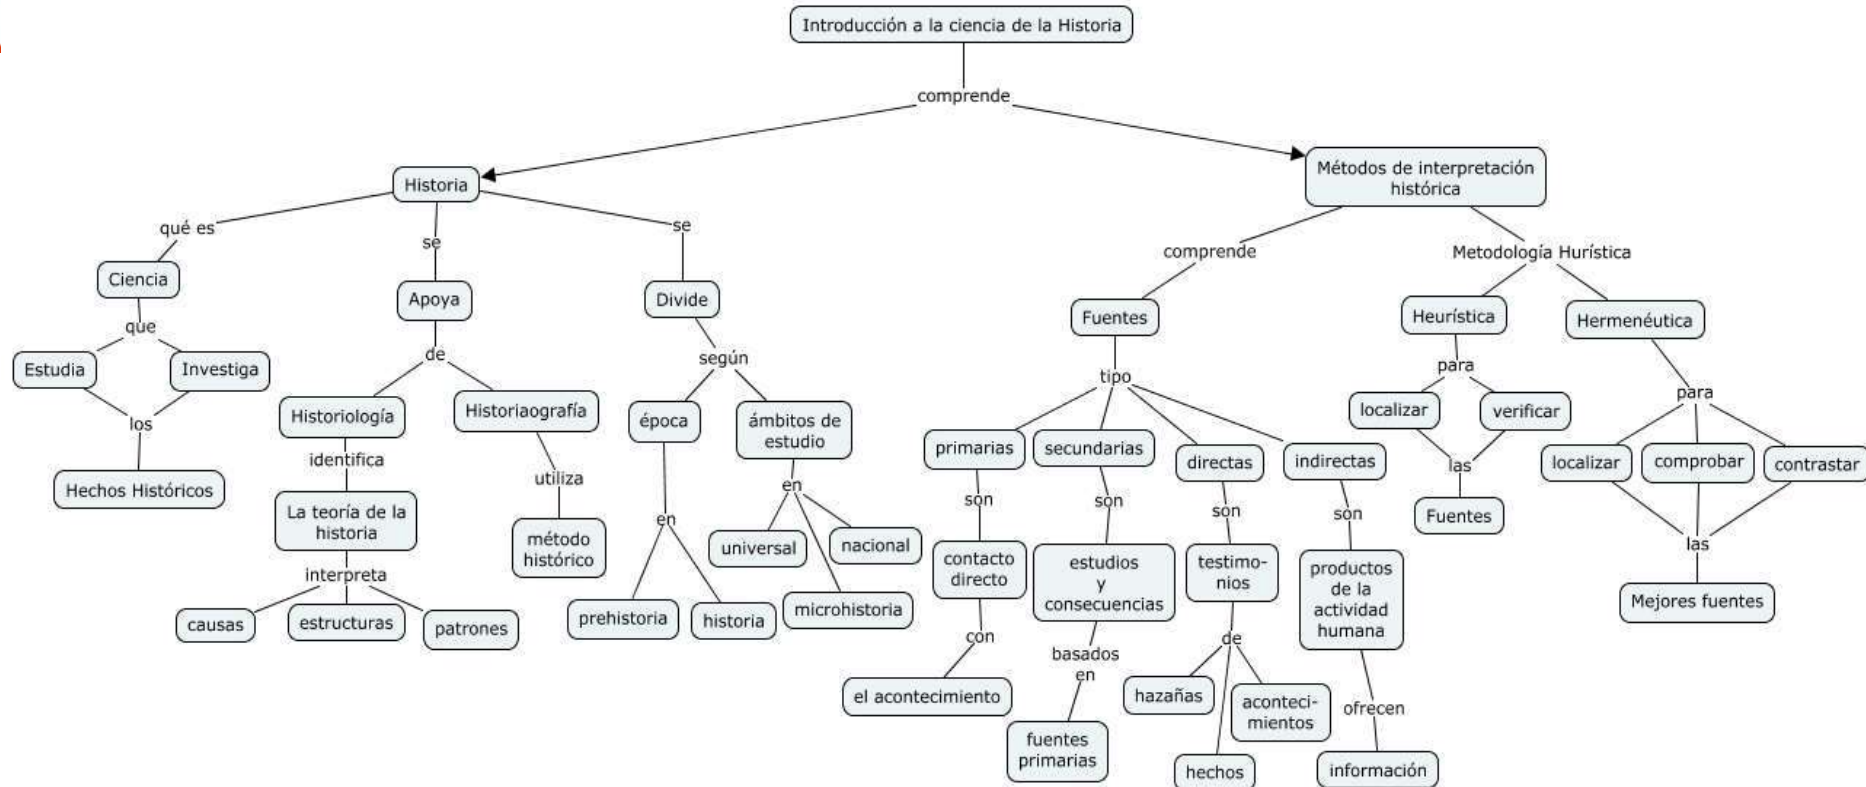 Introducción a la ciencia de la Historia
comprende
Historia
Métodos de interpretación
histórica
qué es
se
se
Ciencia
Apoya
Divide
que
de
según
Estudia
Investiga
los
Hechos Históricos
Historiología
Historiaografía
identifica
utiliza
La teoría de la
historia
método
histórico
interpreta
causas
estructuras
patrones
época
ámbitos de
estudio
en
en
prehistoria
historia
universal
nacional
microhistoria
comprende
Metodología Hurística
Fuentes
Heurística
Hermenéutica
tipo
para
para
primarias
secundarias
directas
indirectas
son
son
son
son
contacto
directo
estudios
y
consecuencias
testimo-
nios
productos
de la
actividad
humana
con
basados
en
de
ofrecen
el acontecimiento
fuentes
primarias
hazañas
aconteci-
mientos
hechos
información
localizar
verificar
las
Fuentes
localizar
comprobar
contrastar
las
Mejores fuentes